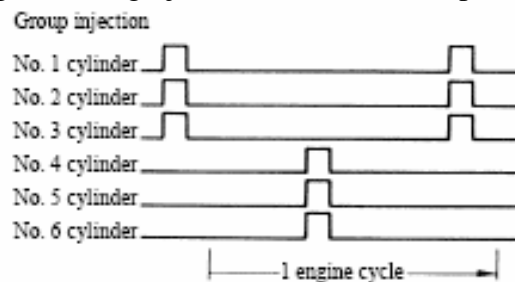 Group injection
No. 1 cylinder
No. 2 cylinder
No. 3 cylinder
No. 4 cylinder
No. 5 cylinder
No. 6 cylinder
1 engine cycle